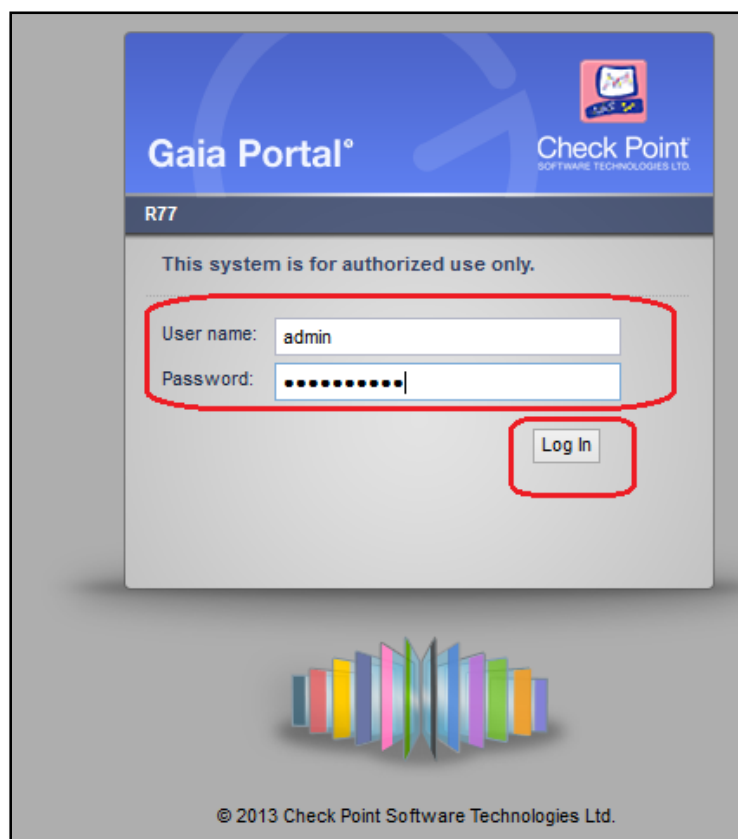 Gaia Portal°
Check Point
SOFTWARE TECHNOLOGIES LTD.
R77
This system is for authorized use only.
User name: admin
Password: ●●●●●●●●●●
Log In
© 2013 Check Point Software Technologies Ltd.